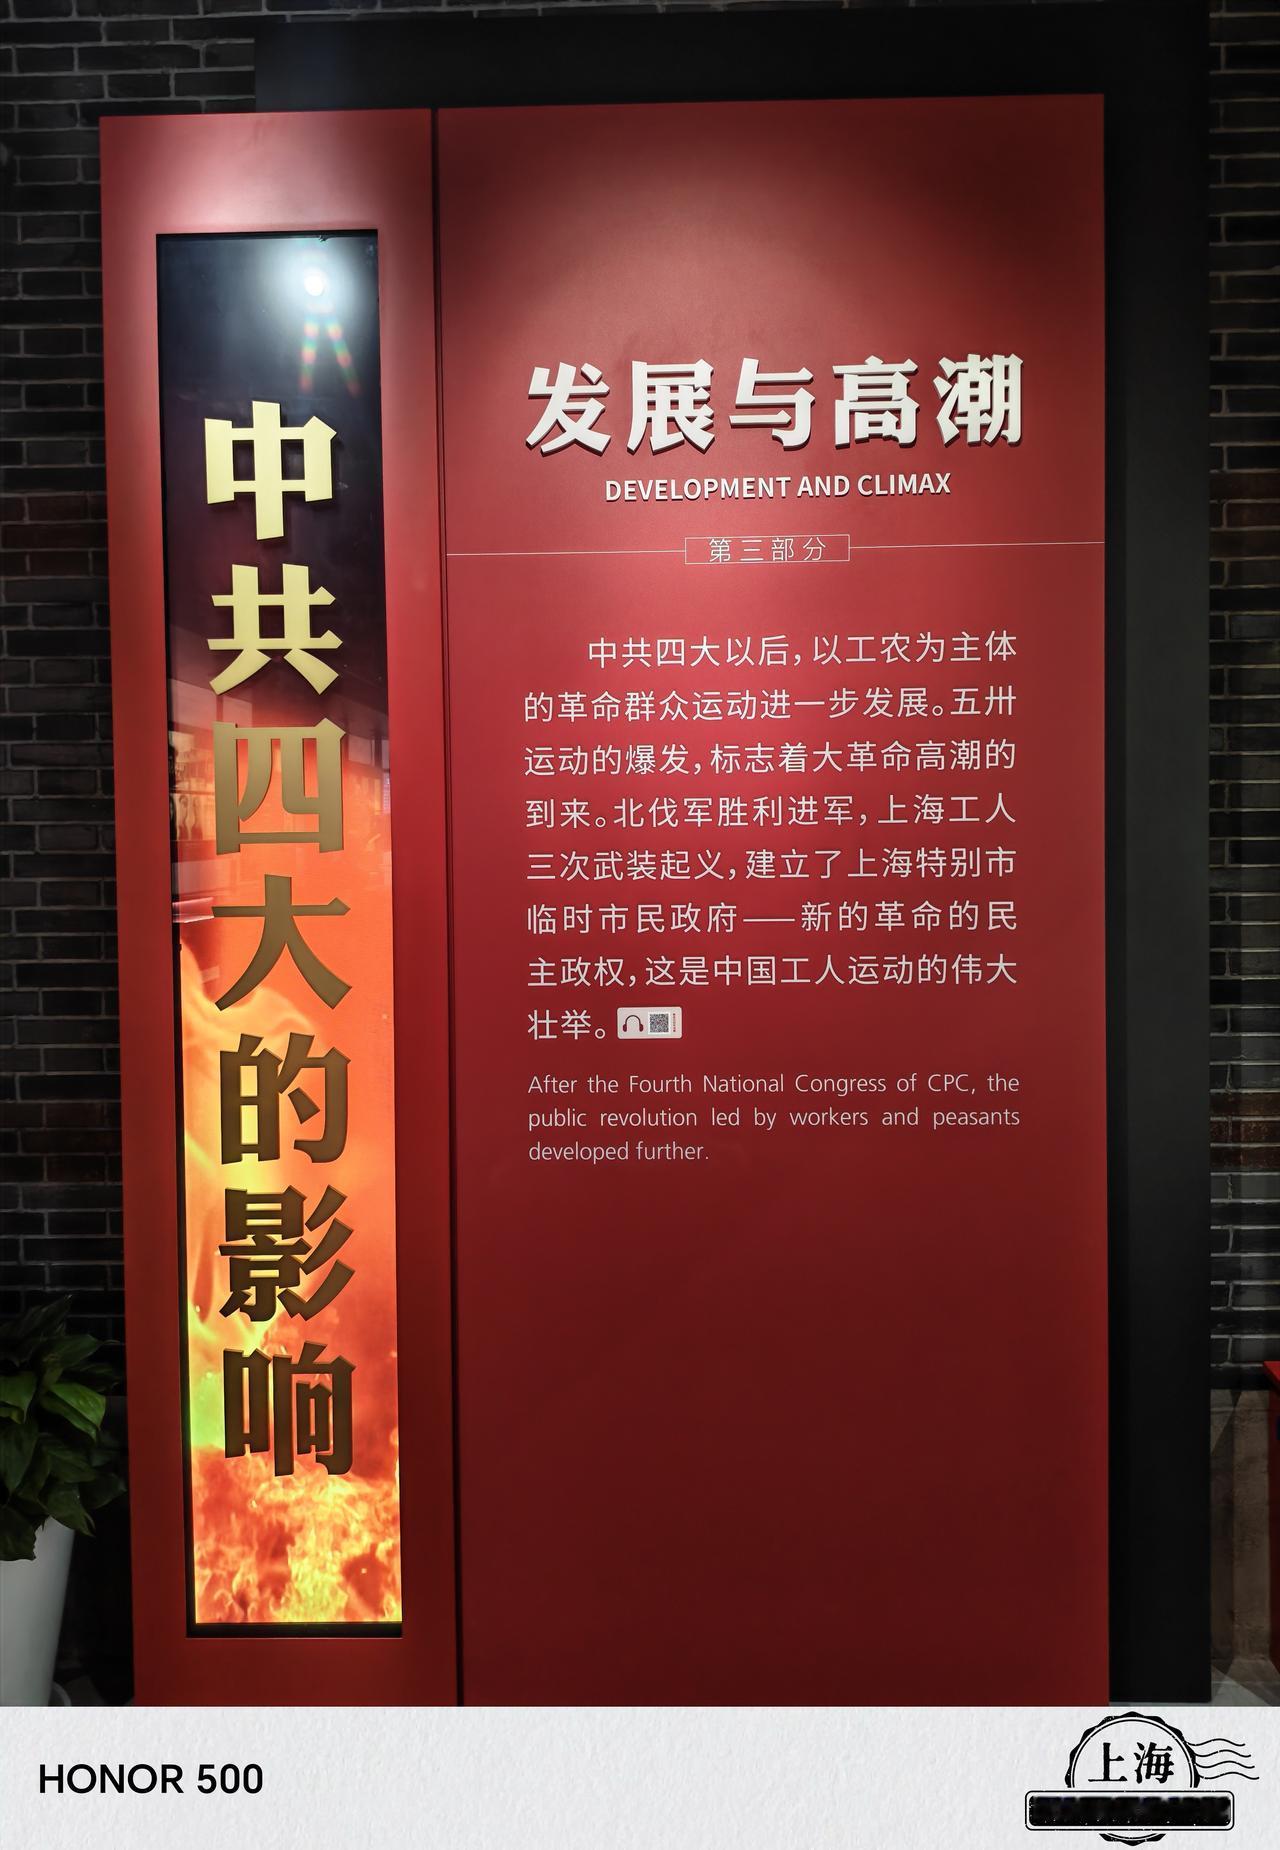 中共四大的影响
发展与高潮
DEVELOPMENT AND CLIMAX
第三部分
中共四大以后，以工农为主体
的革命群众运动进一步发展。五卅
运动的爆发，标志着大革命高潮的
到来。北伐军胜利进军，上海工人
三次武装起义，建立了上海特别市
临时市民政府——新的革命的民
主政权，这是中国工人运动的伟大
壮举。
After the Fourth National Congress of CPC, the
public revolution led by workers and peasants
developed further.
HONOR 500
上海